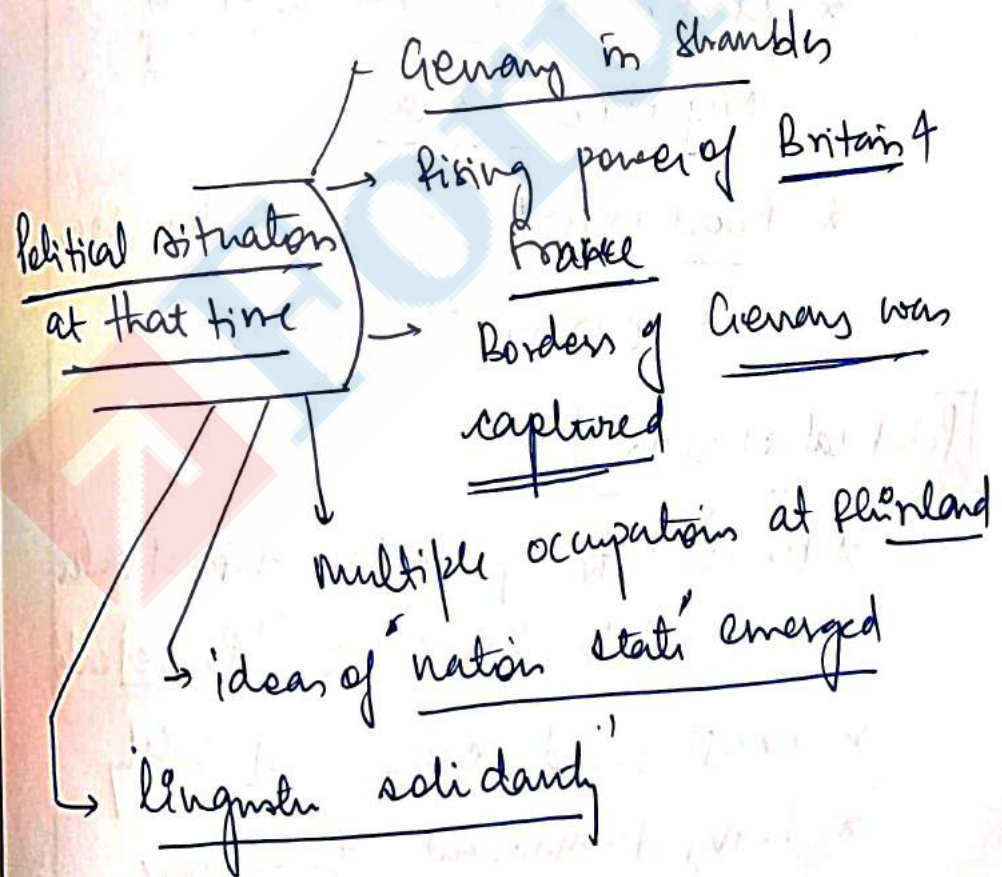 Germany in shambles
Rising power of Britain &
France
Political situation
at that time
Borders of Germany was
captured
multiple occupations at Rhineland
ideas of 'nation state' emerged
'linguistic solidarity'